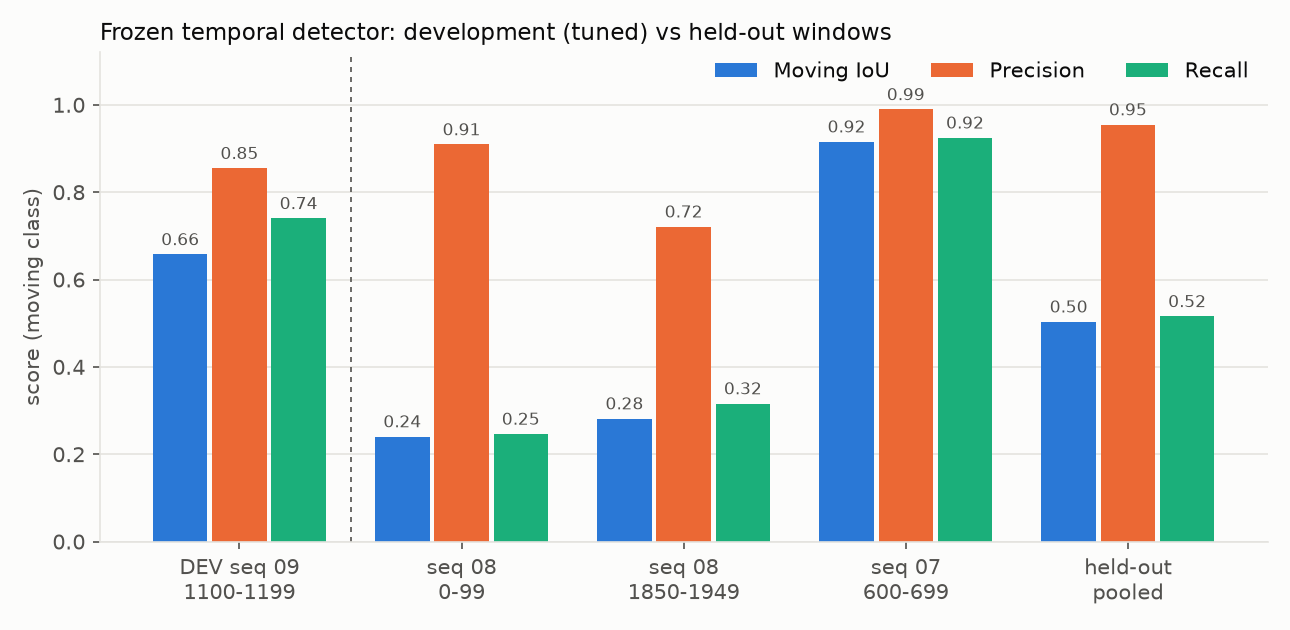 Frozen temporal detector: development (tuned) vs held-out windows
Moving IoU Precision Recall
score (moving class)
1.0
0.8
0.6
0.4
0.2
0.0
0.66 0.85 0.74
0.24 0.91 0.25
0.28 0.72 0.32
0.92 0.99 0.92
0.50 0.95 0.52
DEV seq 09
1100-1199
seq 08
0-99
seq 08
1850-1949
seq 07
600-699
held-out
pooled